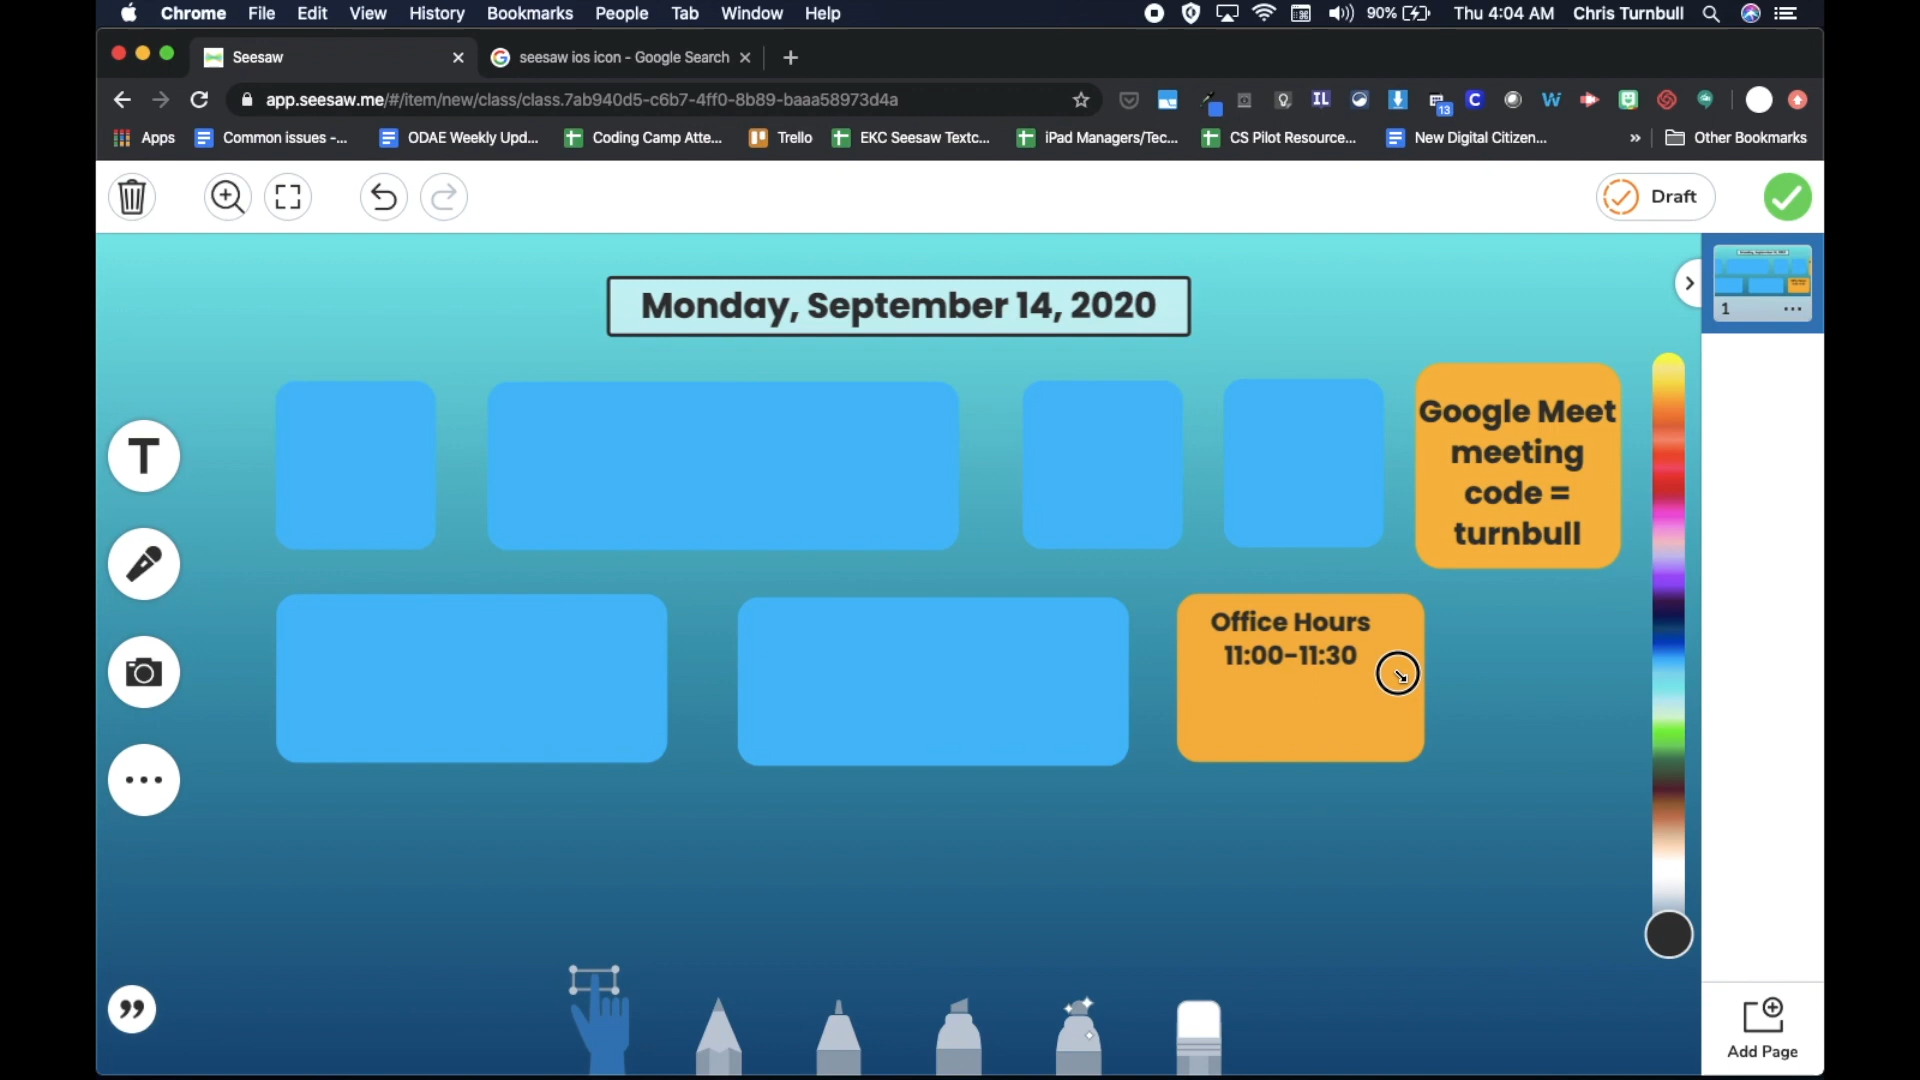 Chrome File Edit View History Bookmarks People Tab Window Help 90% Thu 4:04 AM Chris Turnbull
Seesaw seesaw ios icon - Google Search
app.seesaw.me/#/item/new/class/class.7ab940d5-c6b7-4ff0-8b89-baaa58973d4a IL 13 C W
Apps Common issues -... ODAE Weekly Upd... Coding Camp Atte... Trello EKC Seesaw Textc... iPad Managers/Tec... CS Pilot Resource... New Digital Citizen... » Other Bookmarks
Draft
Monday, September 14, 2020
1
Google Meet
meeting
code =
turnbull
T
Office Hours
11:00-11:30
Add Page